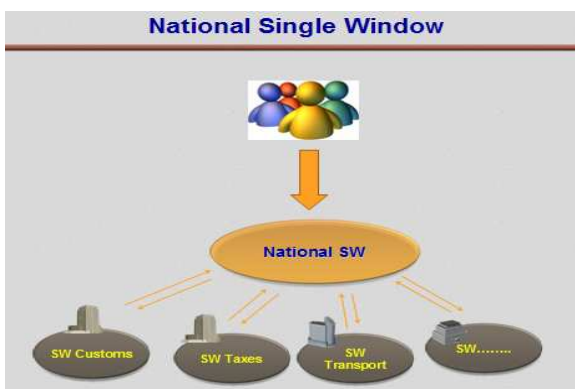 National Single Window
National SW
SW Customs
SW Taxes
SW
Transport
SW........